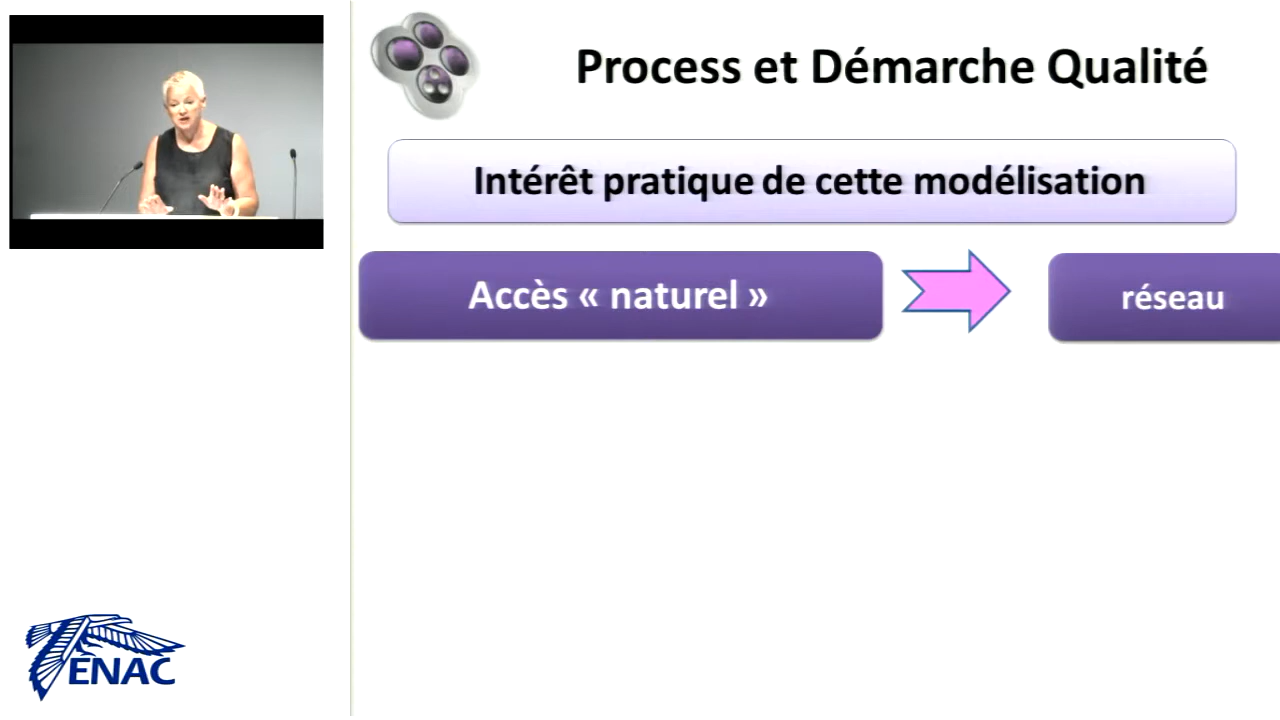 Process et Démarche Qualité
Intérêt pratique de cette modélisation
Accès « naturel »
réseau
ENAC